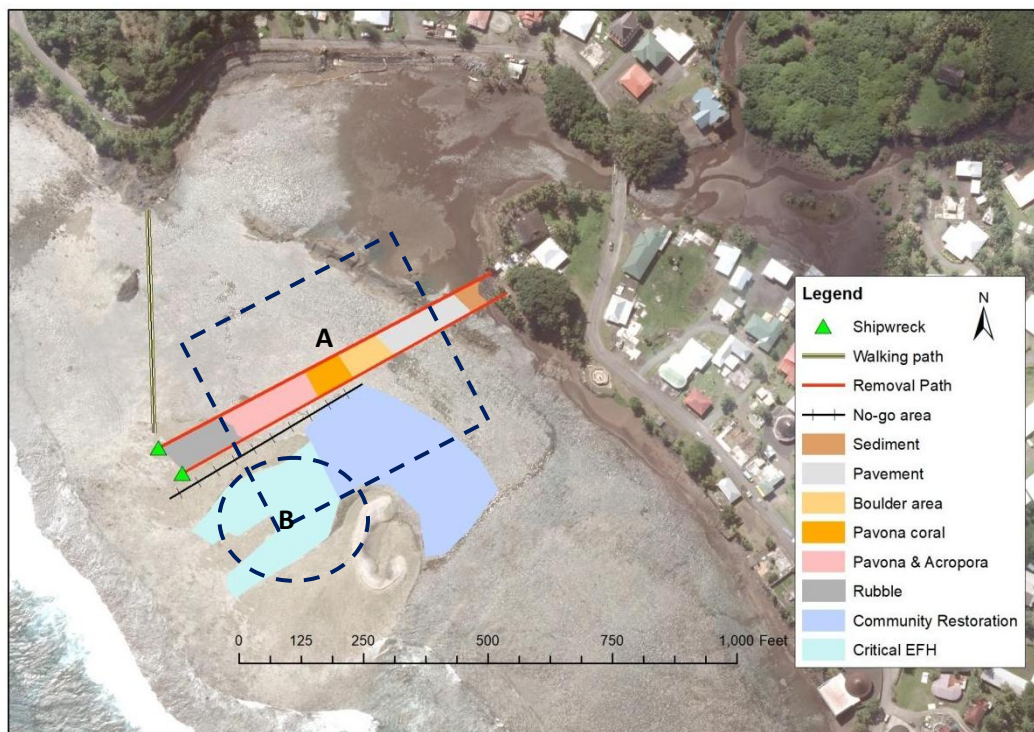 A
B
Legend
N
Shipwreck
Walking path
Removal Path
No-go area
Sediment
Pavement
Boulder area
Pavona coral
Pavona & Acropora
Rubble
Community Restoration
Critical EFH
0 125 250 500 750 1,000 Feet